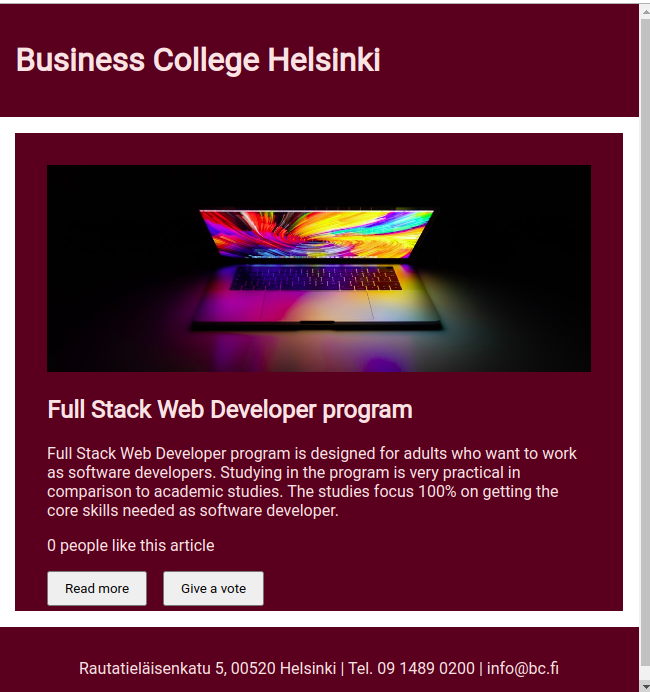 Business College Helsinki
Full Stack Web Developer program
Full Stack Web Developer program is designed for adults who want to work
as software developers. Studying in the program is very practical in
comparison to academic studies. The studies focus 100% on getting the
core skills needed as software developer.
0 people like this article
Read more Give a vote
Rautatieläisenkatu 5, 00520 Helsinki | Tel. 09 1489 0200 | info@bc.fi